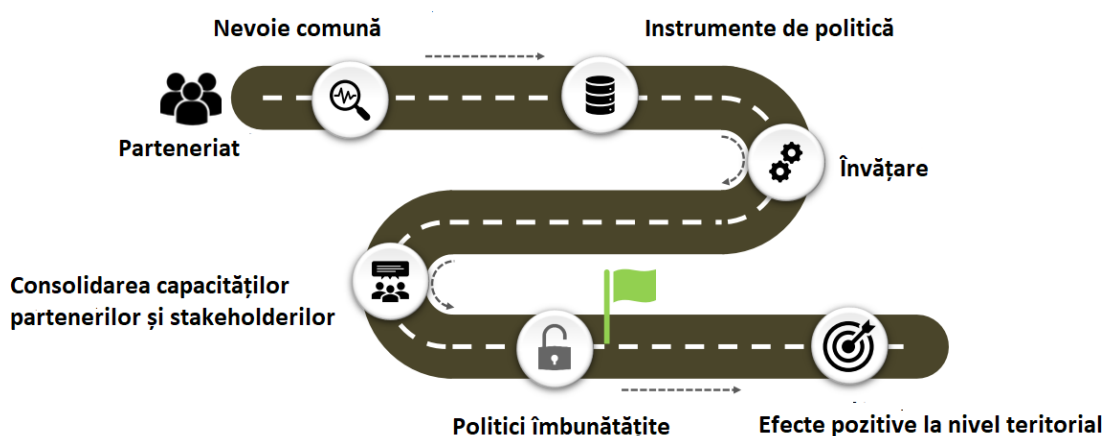 Nevoie comună
Instrumente de politică
Parteneriat
Învățare
Consolidarea capacităților
partenerilor și stakeholderilor
Politici îmbunătățite
Efecte pozitive la nivel teritorial